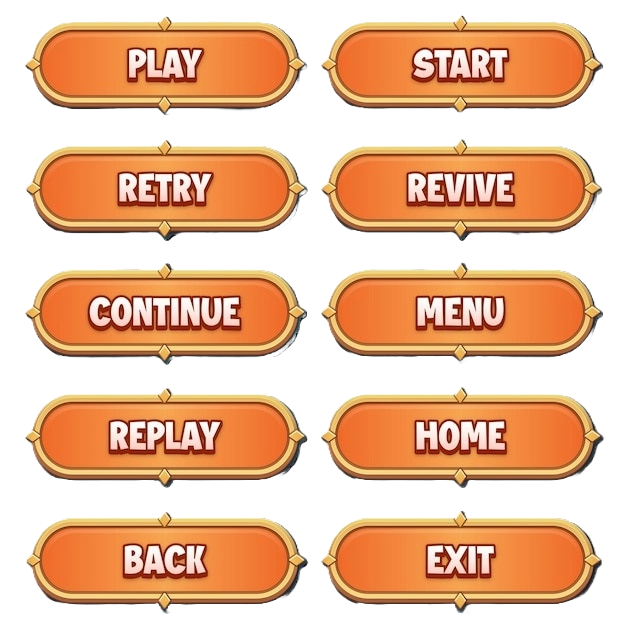 PLAY
START
RETRY
REVIVE
CONTINUE
MENU
REPLAY
HOME
BACK
EXIT